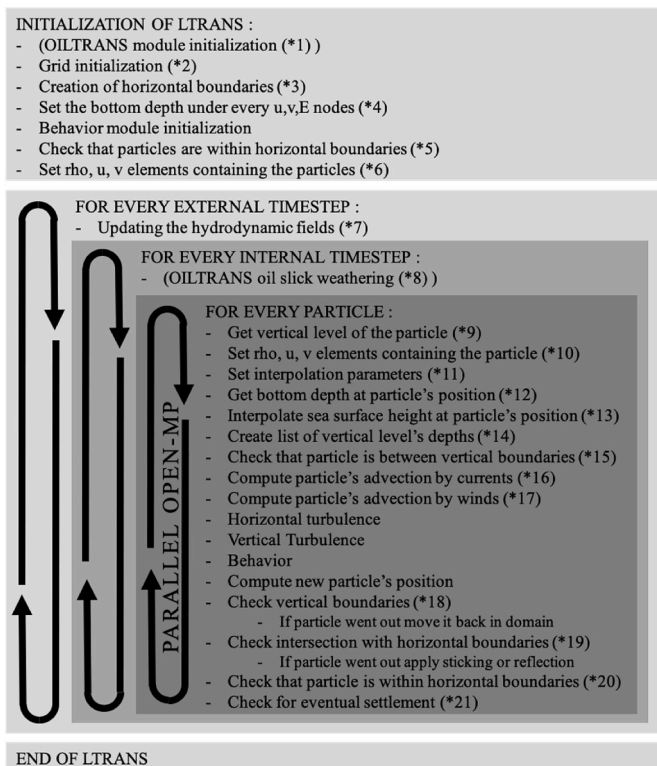 INITIALIZATION OF LTRANS :
- (OILTRANS module initialization (*1) )
- Grid initialization (*2)
- Creation of horizontal boundaries (*3)
- Set the bottom depth under every u,v,E nodes (*4)
- Behavior module initialization
- Check that particles are within horizontal boundaries (*5)
- Set rho, u, v elements containing the particles (*6)
FOR EVERY EXTERNAL TIMESTEP :
- Updating the hydrodynamic fields (*7)
FOR EVERY INTERNAL TIMESTEP :
- (OILTRANS oil slick weathering (*8) )
FOR EVERY PARTICLE :
- Get vertical level of the particle (*9)
- Set rho, u, v elements containing the particle (*10)
- Set interpolation parameters (*11)
- Get bottom depth at particle's position (*12)
- Interpolate sea surface height at particle's position (*13)
- Create list of vertical level's depths (*14)
- Check that particle is between vertical boundaries (*15)
- Compute particle's advection by currents (*16)
- Compute particle's advection by winds (*17)
- Horizontal turbulence
- Vertical Turbulence
- Behavior
- Compute new particle's position
- Check vertical boundaries (*18)
- If particle went out move it back in domain
- Check intersection with horizontal boundaries (*19)
- If particle went out apply sticking or reflection
- Check that particle is within horizontal boundaries (*20)
- Check for eventual settlement (*21)
PARALLEL OPEN-MP
END OF LTRANS